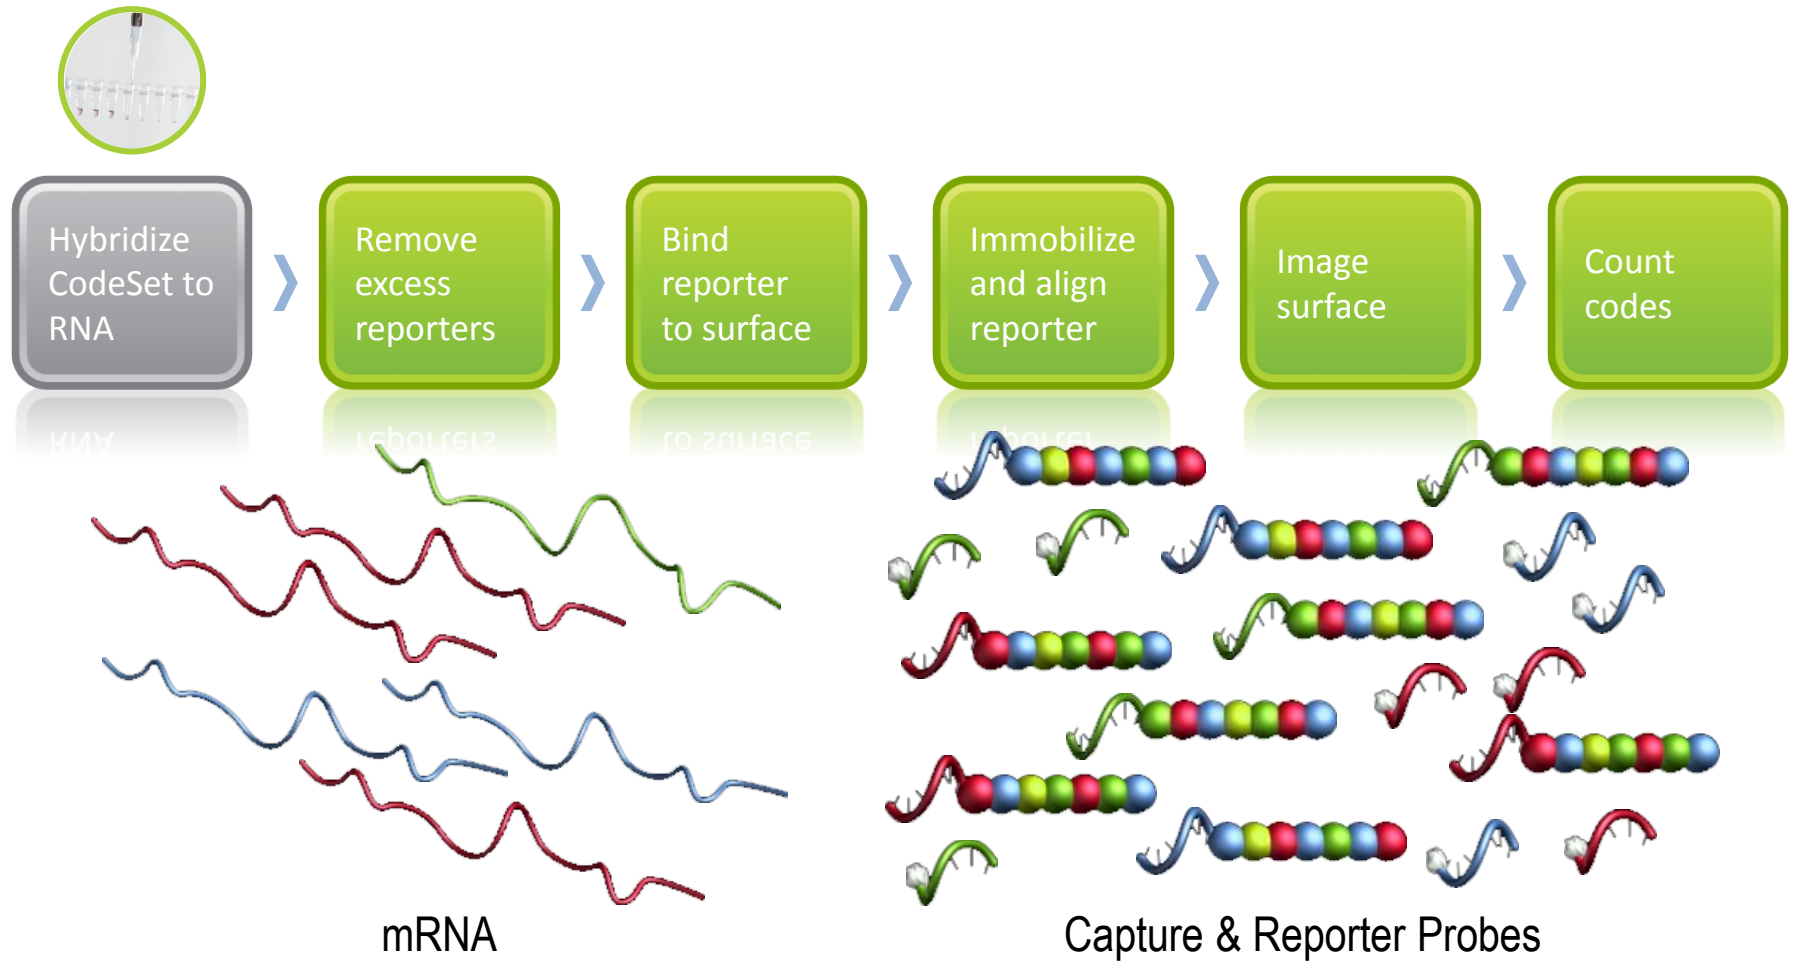 Hybridize
CodeSet to
RNA
Remove
excess
reporters
Bind
reporter
to surface
Immobilize
and align
reporter
Image
surface
Count
codes
mRNA
Capture & Reporter Probes